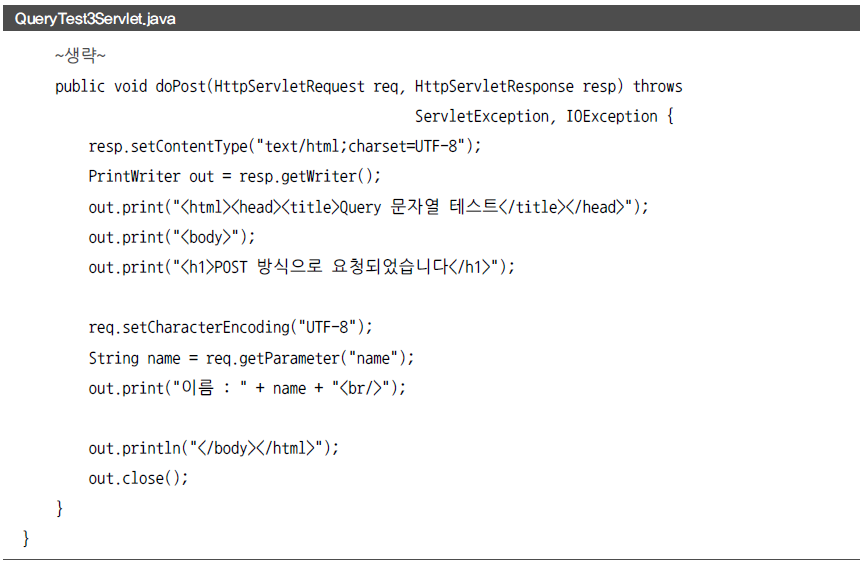 QueryTest3Servlet.java
~생략~
public void doPost(HttpServletRequest req, HttpServletResponse resp) throws
ServletException, IOException {
resp.setContentType("text/html;charset=UTF-8");
PrintWriter out = resp.getWriter();
out.print("<html><head><title>Query 문자열 테스트</title></head>");
out.print("<body>");
out.print("<h1>POST 방식으로 요청되었습니다</h1>");
req.setCharacterEncoding("UTF-8");
String name = req.getParameter("name");
out.print("이름 : " + name + "<br/>");
out.println("</body></html>");
out.close();
}
}